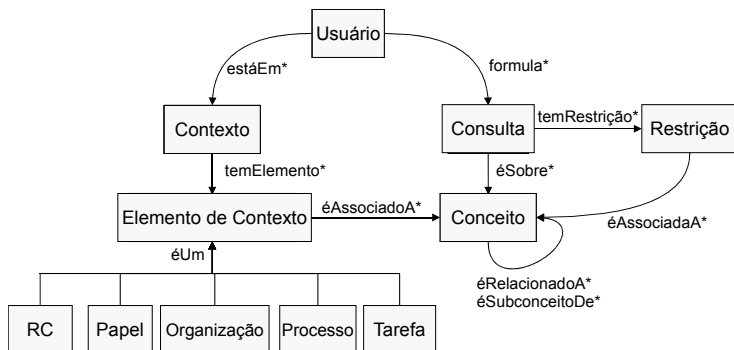 Usuário
estáEm*
formula*
Contexto
Consulta
temRestrição*
Restrição
temElemento*
éSobre*
Elemento de Contexto
éAssociadoA*
Conceito
éAssociadaA*
éUm
éRelacionadoA*
éSubconceitoDe*
RC
Papel
Organização
Processo
Tarefa